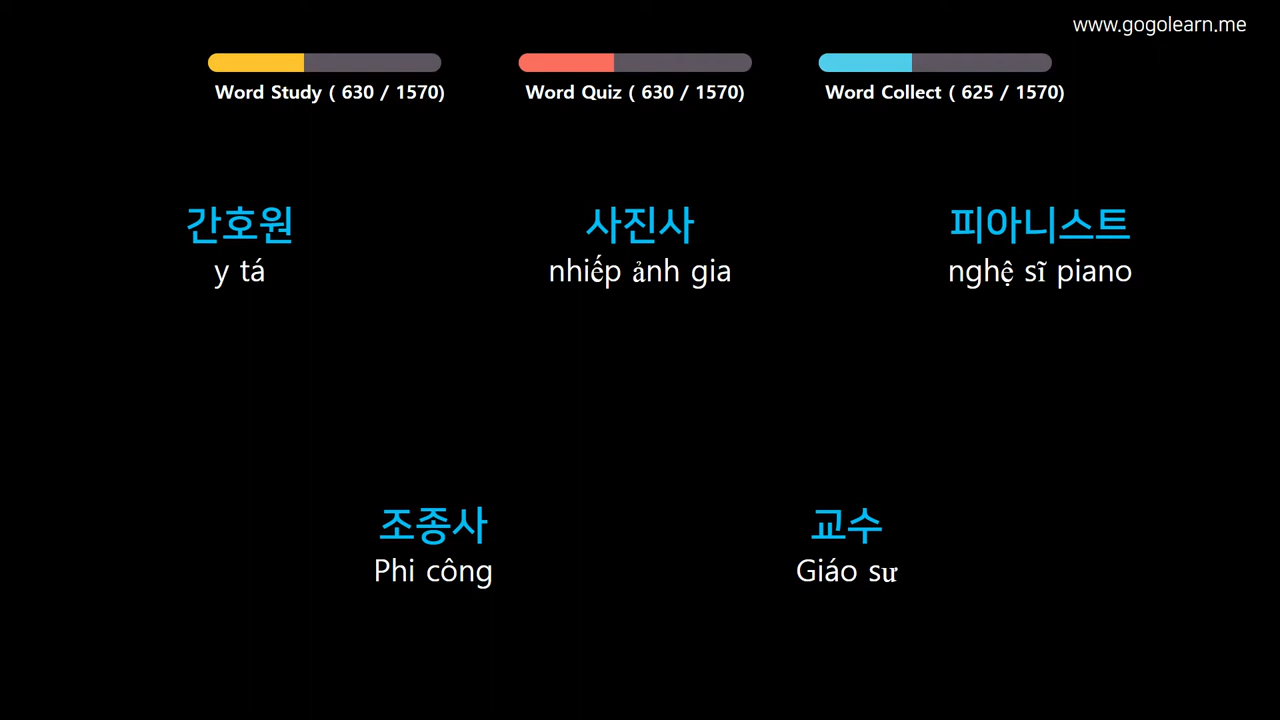 www.gogolearn.me
Word Study ( 630 / 1570)
Word Quiz ( 630 / 1570)
Word Collect ( 625 / 1570)
간호원
y tá
사진사
nhiếp ảnh gia
피아니스트
nghệ sĩ piano
조종사
Phi công
교수
Giáo sư